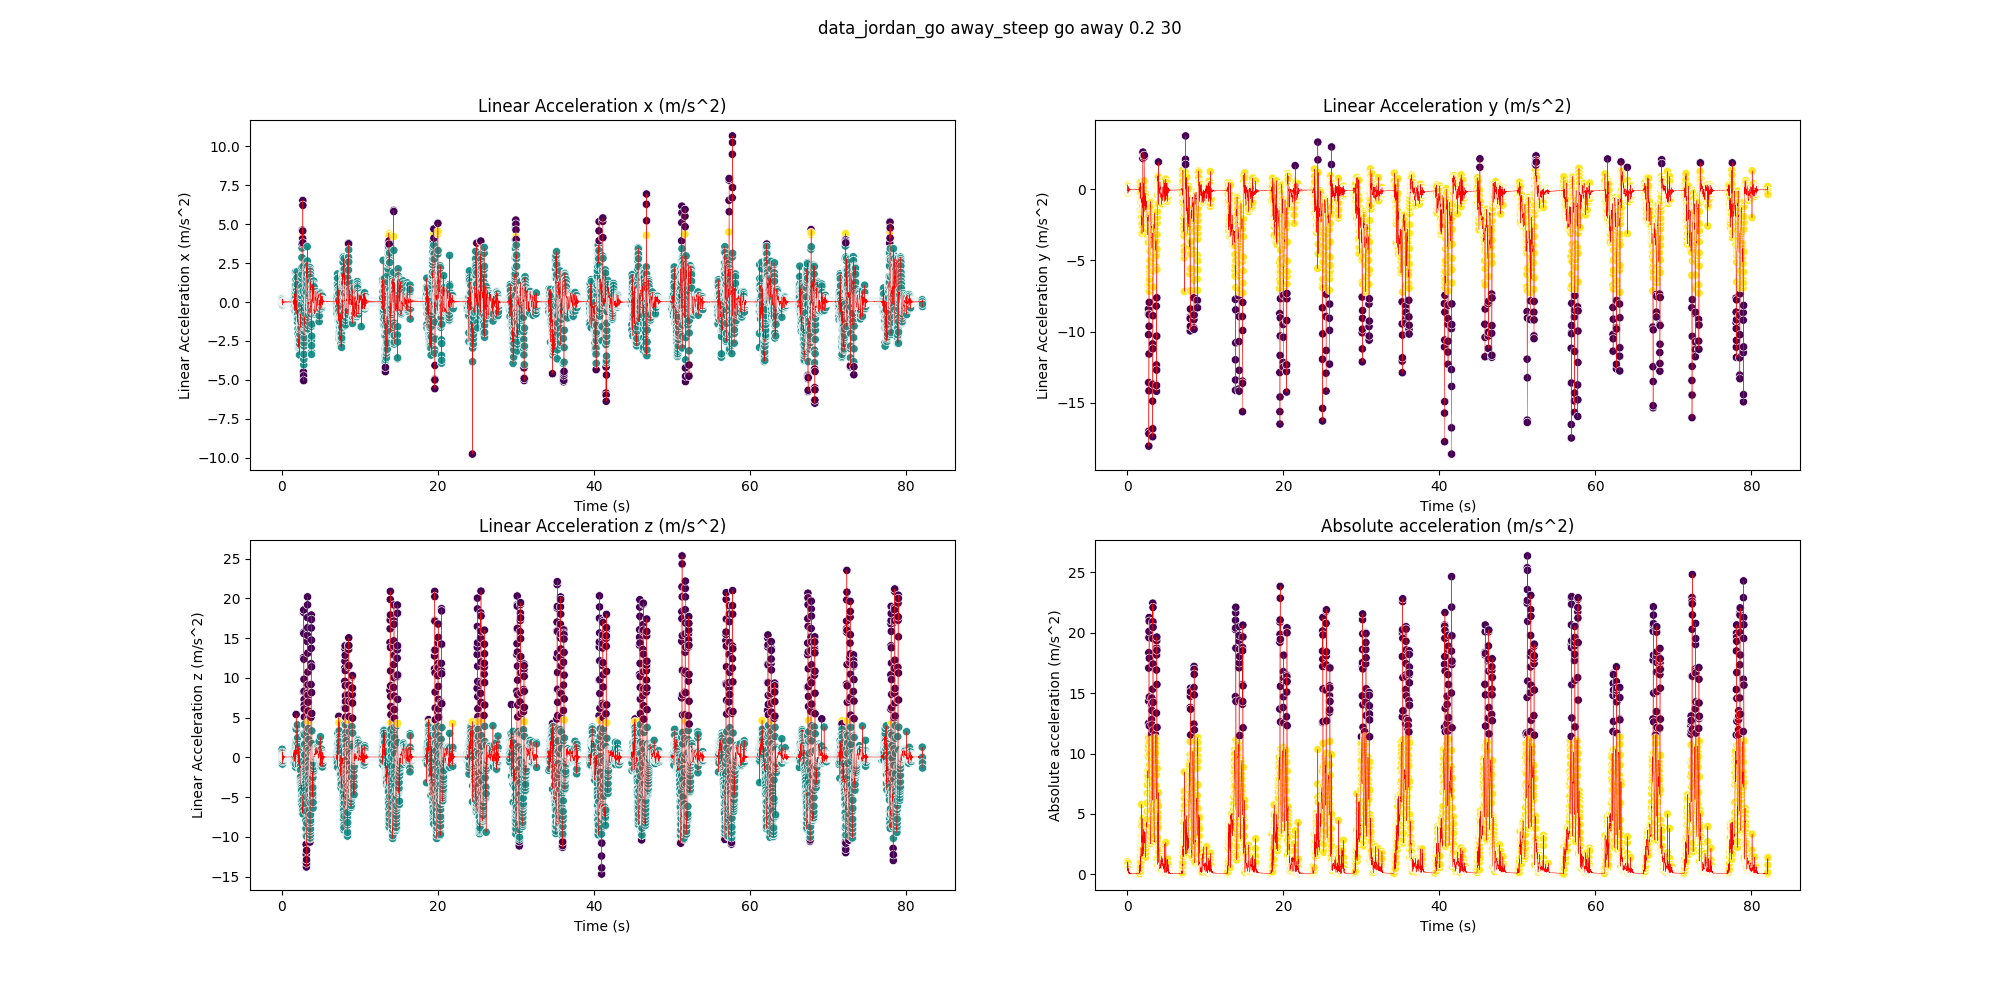 data_jordan_go away_steep go away 0.2 30
Linear Acceleration x (m/s^2)
Linear Acceleration x (m/s^2)
10.0
7.5
5.0
2.5
0.0
−2.5
−5.0
−7.5
−10.0
0 20 40 60 80
Time (s)
Linear Acceleration y (m/s^2)
Linear Acceleration y (m/s^2)
0
−5
−10
−15
0 20 40 60 80
Time (s)
Linear Acceleration z (m/s^2)
Linear Acceleration z (m/s^2)
25
20
15
10
5
0
−5
−10
−15
0 20 40 60 80
Time (s)
Absolute acceleration (m/s^2)
Absolute acceleration (m/s^2)
25
20
15
10
5
0
0 20 40 60 80
Time (s)